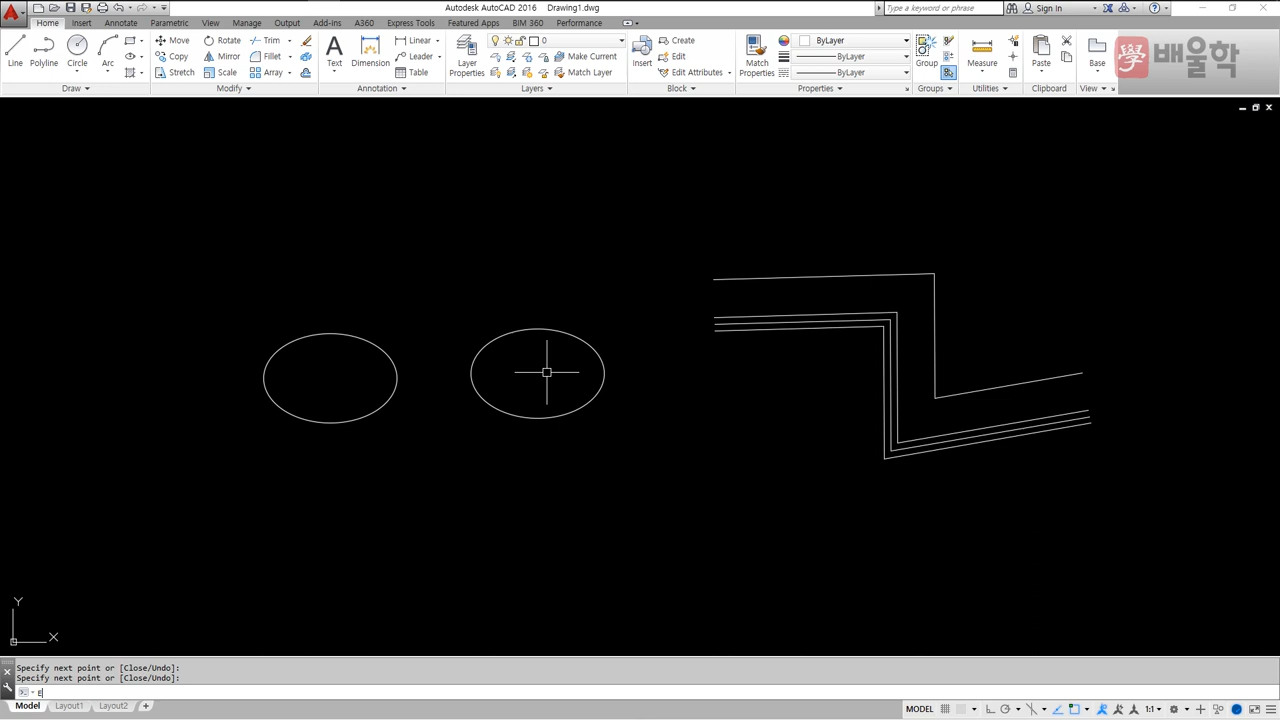 Autodesk AutoCAD 2016 Drawing1.dwg
Type a keyword or phrase
Sign In
Home Insert Annotate Parametric View Manage Output Add-ins A360 Express Tools Featured Apps BIM 360 Performance
Line Polyline Circle Arc
Move Rotate Trim
Copy Mirror Fillet
Stretch Scale Array
Text Dimension
Linear
Leader
Table
Layer Properties
0
Make Current
Match Layer
Insert
Create
Edit
Edit Attributes
Match Properties
ByLayer
ByLayer
ByLayer
Group
Measure
Paste
Base
學 배울학
Draw Modify Annotation Layers Block Properties Groups Utilities Clipboard View
Y
X
Specify next point or [Close/Undo]:
Specify next point or [Close/Undo]:
E
Model Layout1 Layout2 +
MODEL 1:1